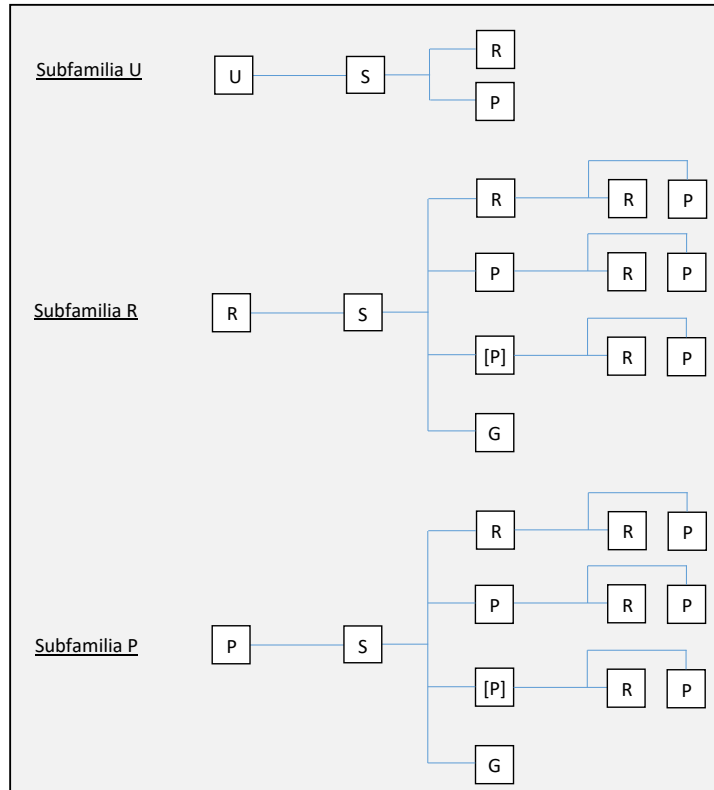 R
Subfamilia U U S
P
R R P
P R P
Subfamilia R R S
[P] R P
G
R R P
P R P
Subfamilia P P S
[P] R P
G